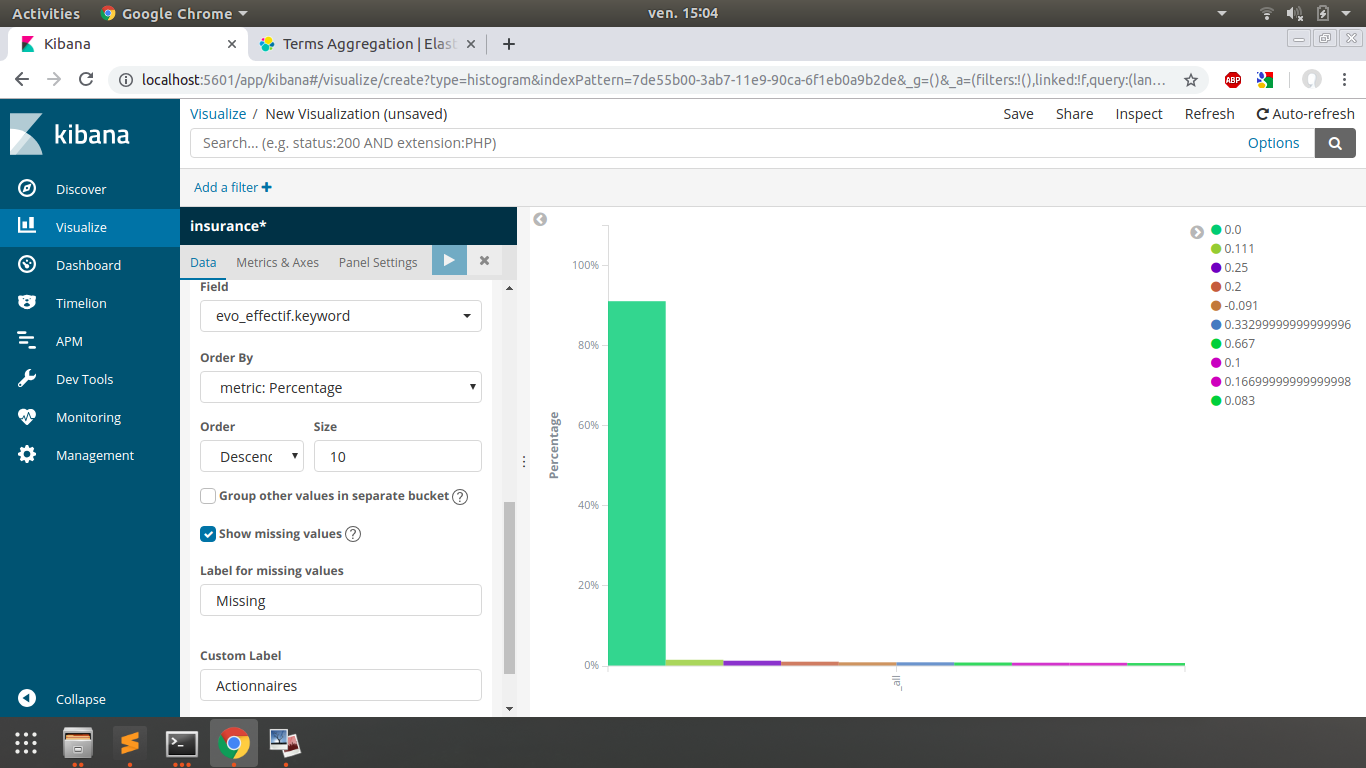 Activities Google Chrome ven. 15:04
Kibana Terms Aggregation | Elast
localhost:5601/app/kibana#/visualize/create?type=histogram&indexPattern=7de55b00-3ab7-11e9-90ca-6f1eb0a9b2de&_g=()&_a=(filters:!(),linked:!f,query:(lan... ABP
kibana
Visualize / New Visualization (unsaved) Save Share Inspect Refresh Auto-refresh
Search... (e.g. status:200 AND extension:PHP) Options
Add a filter
Discover
Visualize
Dashboard
Timelion
APM
Dev Tools
Monitoring
Management
Collapse
insurance*
Data Metrics & Axes Panel Settings
Field
evo_effectif.keyword
Order By
metric: Percentage
Order Size
Descend 10
Group other values in separate bucket ?
Show missing values ?
Label for missing values
Missing
Custom Label
Actionnaires
Percentage
100%
80%
60%
40%
20%
0%
_all
0.0
0.111
0.25
0.2
-0.091
0.33299999999999996
0.667
0.1
0.16699999999999998
0.083